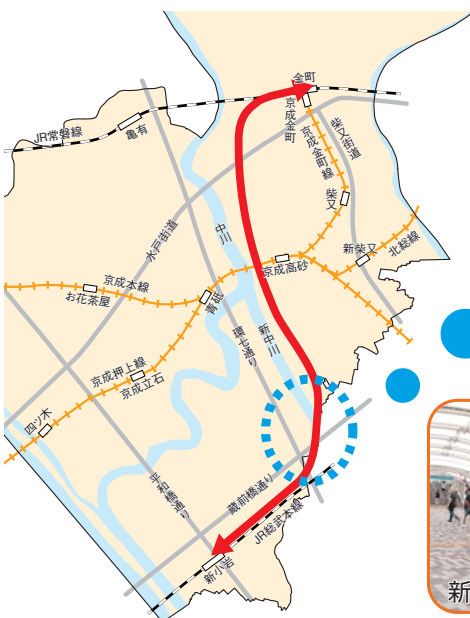 金町
JR常磐線
亀有
京成金町
京成金町線
柴又街道
柴又
水戸街道
中川
新柴又
北総線
京成高砂
京成本線
お花茶屋
青砥
環七通り
新中川
京成押上線
京成立石
四ツ木
平和橋通り
蔵前橋通り
JR総武本線
新小岩
新